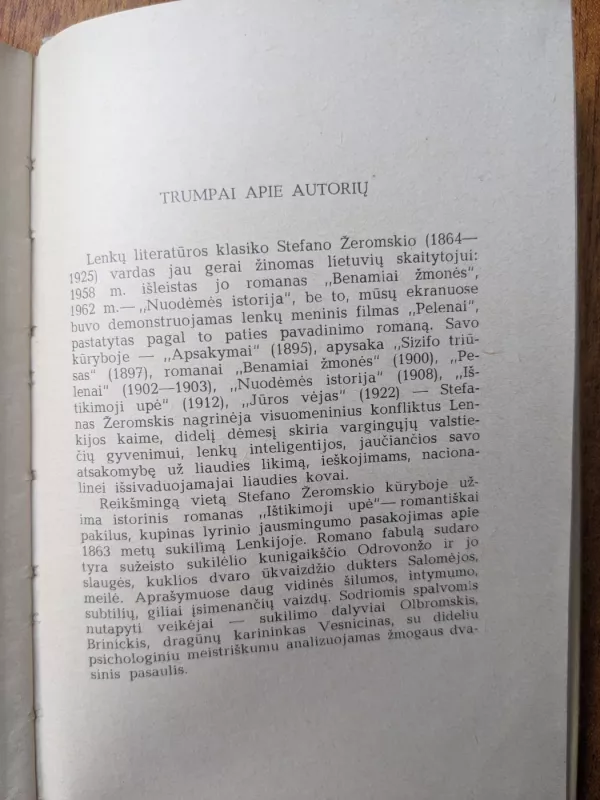 TRUMPAI APIE AUTORIŲ
Lenkų literatūros klasiko Stefano Žeromskio (1864—
1925) vardas jau gerai žinomas lietuvių skaitytojui:
1958 m. išleistas jo romanas „Benamiai žmonės“,
1962 m.— „Nuodėmės istorija“, be to, mūsų ekranuose
buvo demonstruojamas lenkų meninis filmas „Pelenai“,
pastatytas pagal to paties pavadinimo romaną. Savo
kūryboje — „Apsakymai“ (1895), apysaka „Sizifo triū-
sas“ (1897), romanai „Benamiai žmonės“ (1900), „Pe-
lenai“ (1902—1903), „Nuodėmės istorija“ (1908), „Iš-
tikimoji upė“ (1912), „Jūros vėjas“ (1922) — Stefa-
nas Žeromskis nagrinėja visuomeninius konfliktus Len-
kijos kaime, didelį dėmesį skiria vargingųjų valstie-
čių gyvenimui, lenkų inteligentijos, jaučiančios savo
atsakomybę už liaudies likimą, ieškojimams, naciona-
linei išsivaduojamajai liaudies kovai.
Reikšmingą vietą Stefano Žeromskio kūryboje už-
ima istorinis romanas „Ištikimoji upė“— romantiškai
pakilus, kupinas lyrinio jausmingumo pasakojimas apie
1863 metų sukilimą Lenkijoje. Romano fabulą sudaro
tyra sužeisto sukilėlio kunigaikščio Odrovonžo ir jo
slaugės, kuklios dvaro ūkvaizdžio dukters Salomėjos,
meilė. Aprašymuose daug vidinės šilumos, intymumo,
subtilių, giliai įsimenančių vaizdų. Sodriomis spalvomis
nutapyti veikėjai — sukilimo dalyviai Olbromskis,
Brinickis, dragūnų karininkas Vesnicinas, su dideliu
psichologiniu meistriškumu analizuojamas žmogaus dva-
sinis pasaulis.